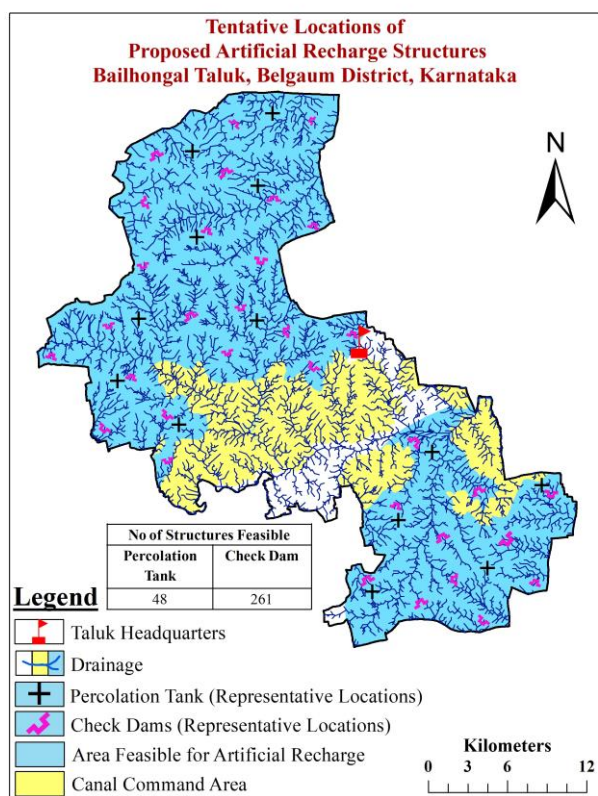 Tentative Locations of
Proposed Artificial Recharge Structures
Bailhongal Taluk, Belgaum District, Karnataka
N
No of Structures Feasible
Percolation Tank Check Dam
48 261
Legend
Taluk Headquarters
Drainage
Percolation Tank (Representative Locations)
Check Dams (Representative Locations)
Area Feasible for Artificial Recharge
Canal Command Area
Kilometers
0 3 6 12